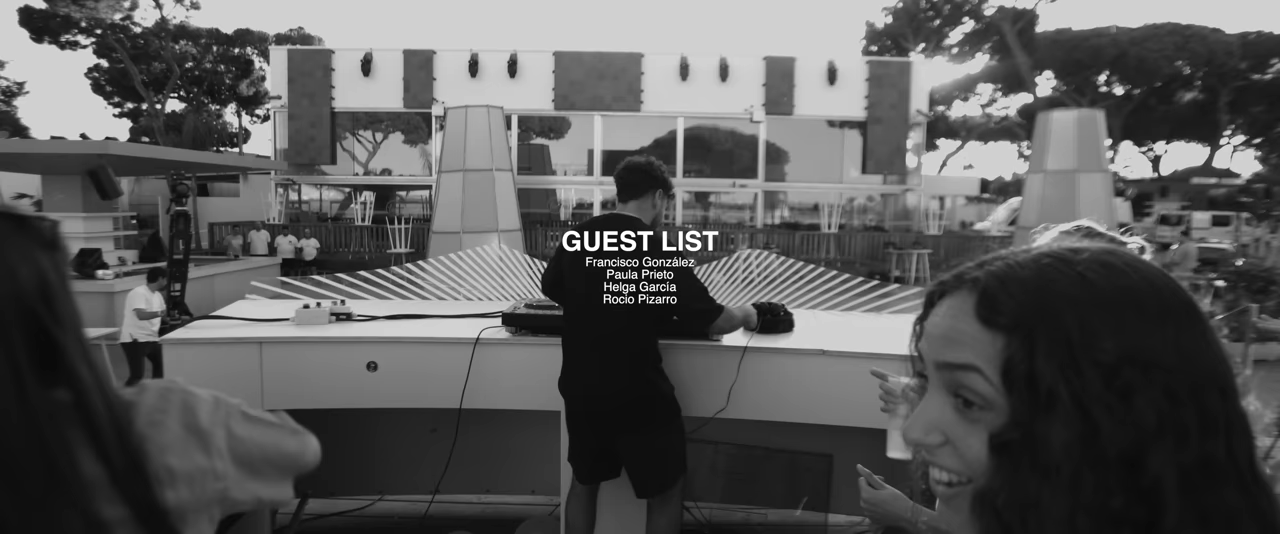 GUEST LIST
Francisco González
Paula Prieto
Helga García
Rocio Pizarro